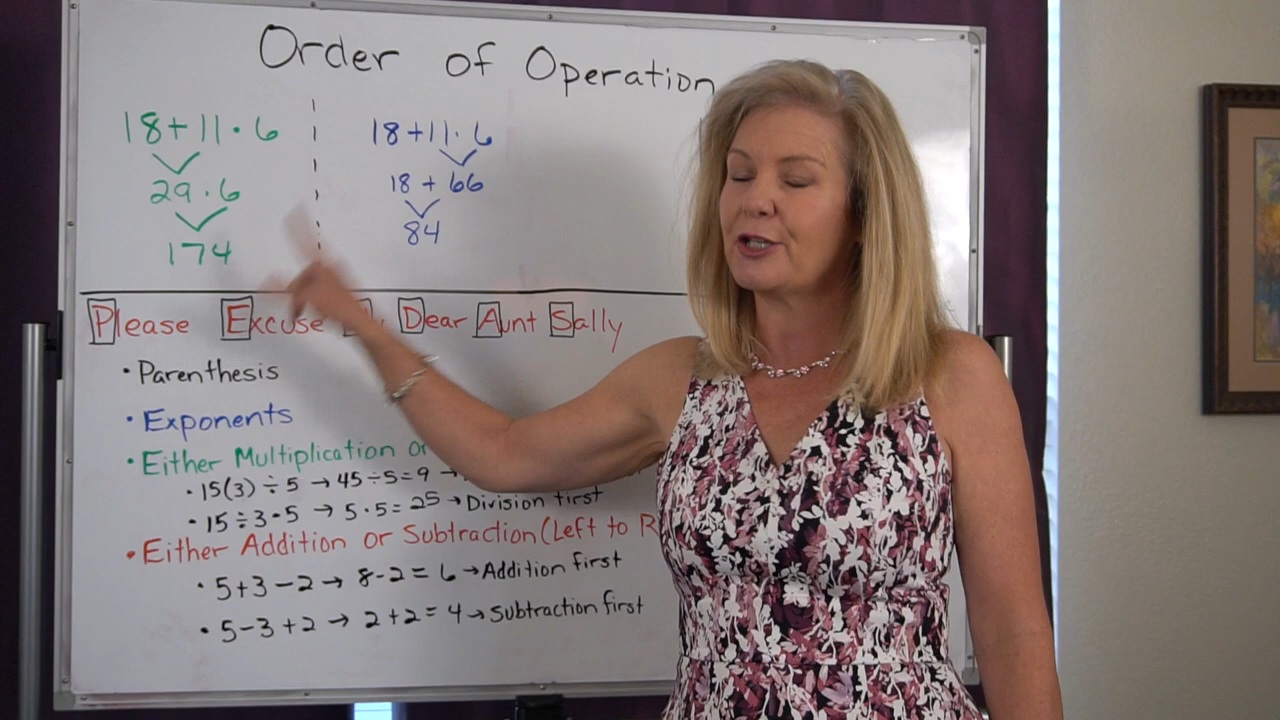 Order of Operation
18+11·6
29·6
174
18+11·6
18+66
84
Please Excuse Dear Aunt Sally
• Parenthesis
• Exponents
• Either Multiplication or
• 15(3)÷5 → 45÷5=9 →
• 15÷3·5 → 5·5=25 → Division first
• Either Addition or Subtraction (Left to R
• 5+3−2 → 8-2=6 → Addition first
• 5−3+2 → 2+2=4 → Subtraction first